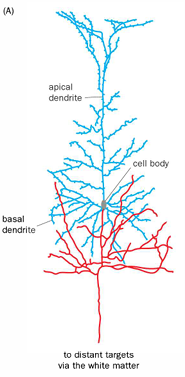 (A)
apical
dendrite
cell body
basal
dendrite
to distant targets
via the white matter